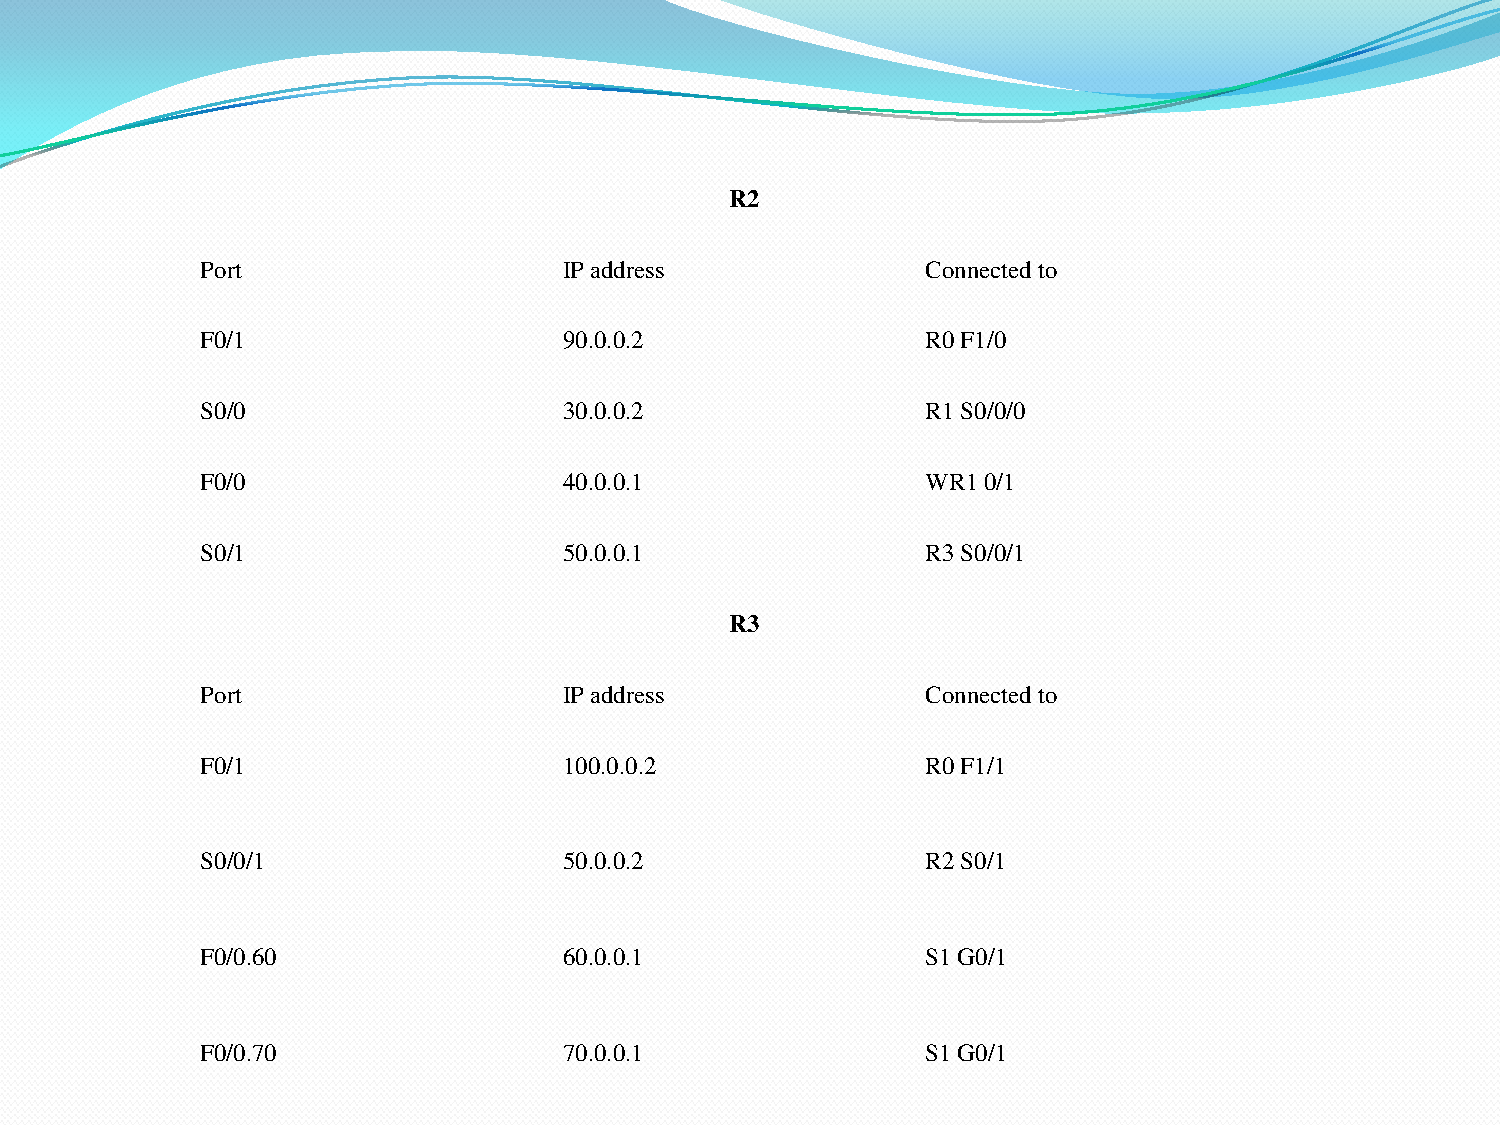 R2
Port IP address Connected to
F0/1 90.0.0.2 R0 F1/0
S0/0 30.0.0.2 R1 S0/0/0
F0/0 40.0.0.1 WR1 0/1
S0/1 50.0.0.1 R3 S0/0/1
R3
Port IP address Connected to
F0/1 100.0.0.2 R0 F1/1
S0/0/1 50.0.0.2 R2 S0/1
F0/0.60 60.0.0.1 S1 G0/1
F0/0.70 70.0.0.1 S1 G0/1